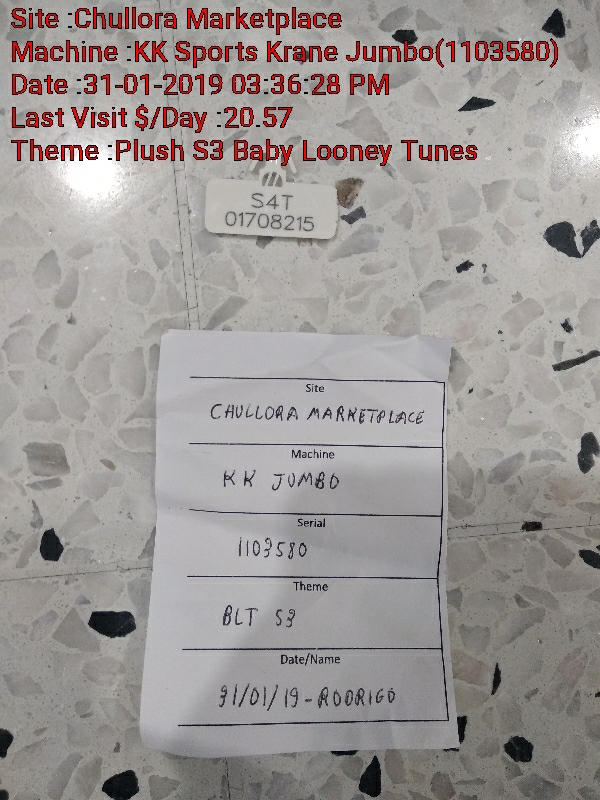 Site :Chullora Marketplace
Machine :KK Sports Krane Jumbo(1103580)
Date :31-01-2019 03:36:28 PM
Last Visit $/Day :20.57
Theme :Plush S3 Baby Looney Tunes
S4T
01708215
Site
CHULLORA MARKETPLACE
Machine
KK JUMBO
Serial
1103580
Theme
BLT S3
Date/Name
31/01/19-RODRIGO